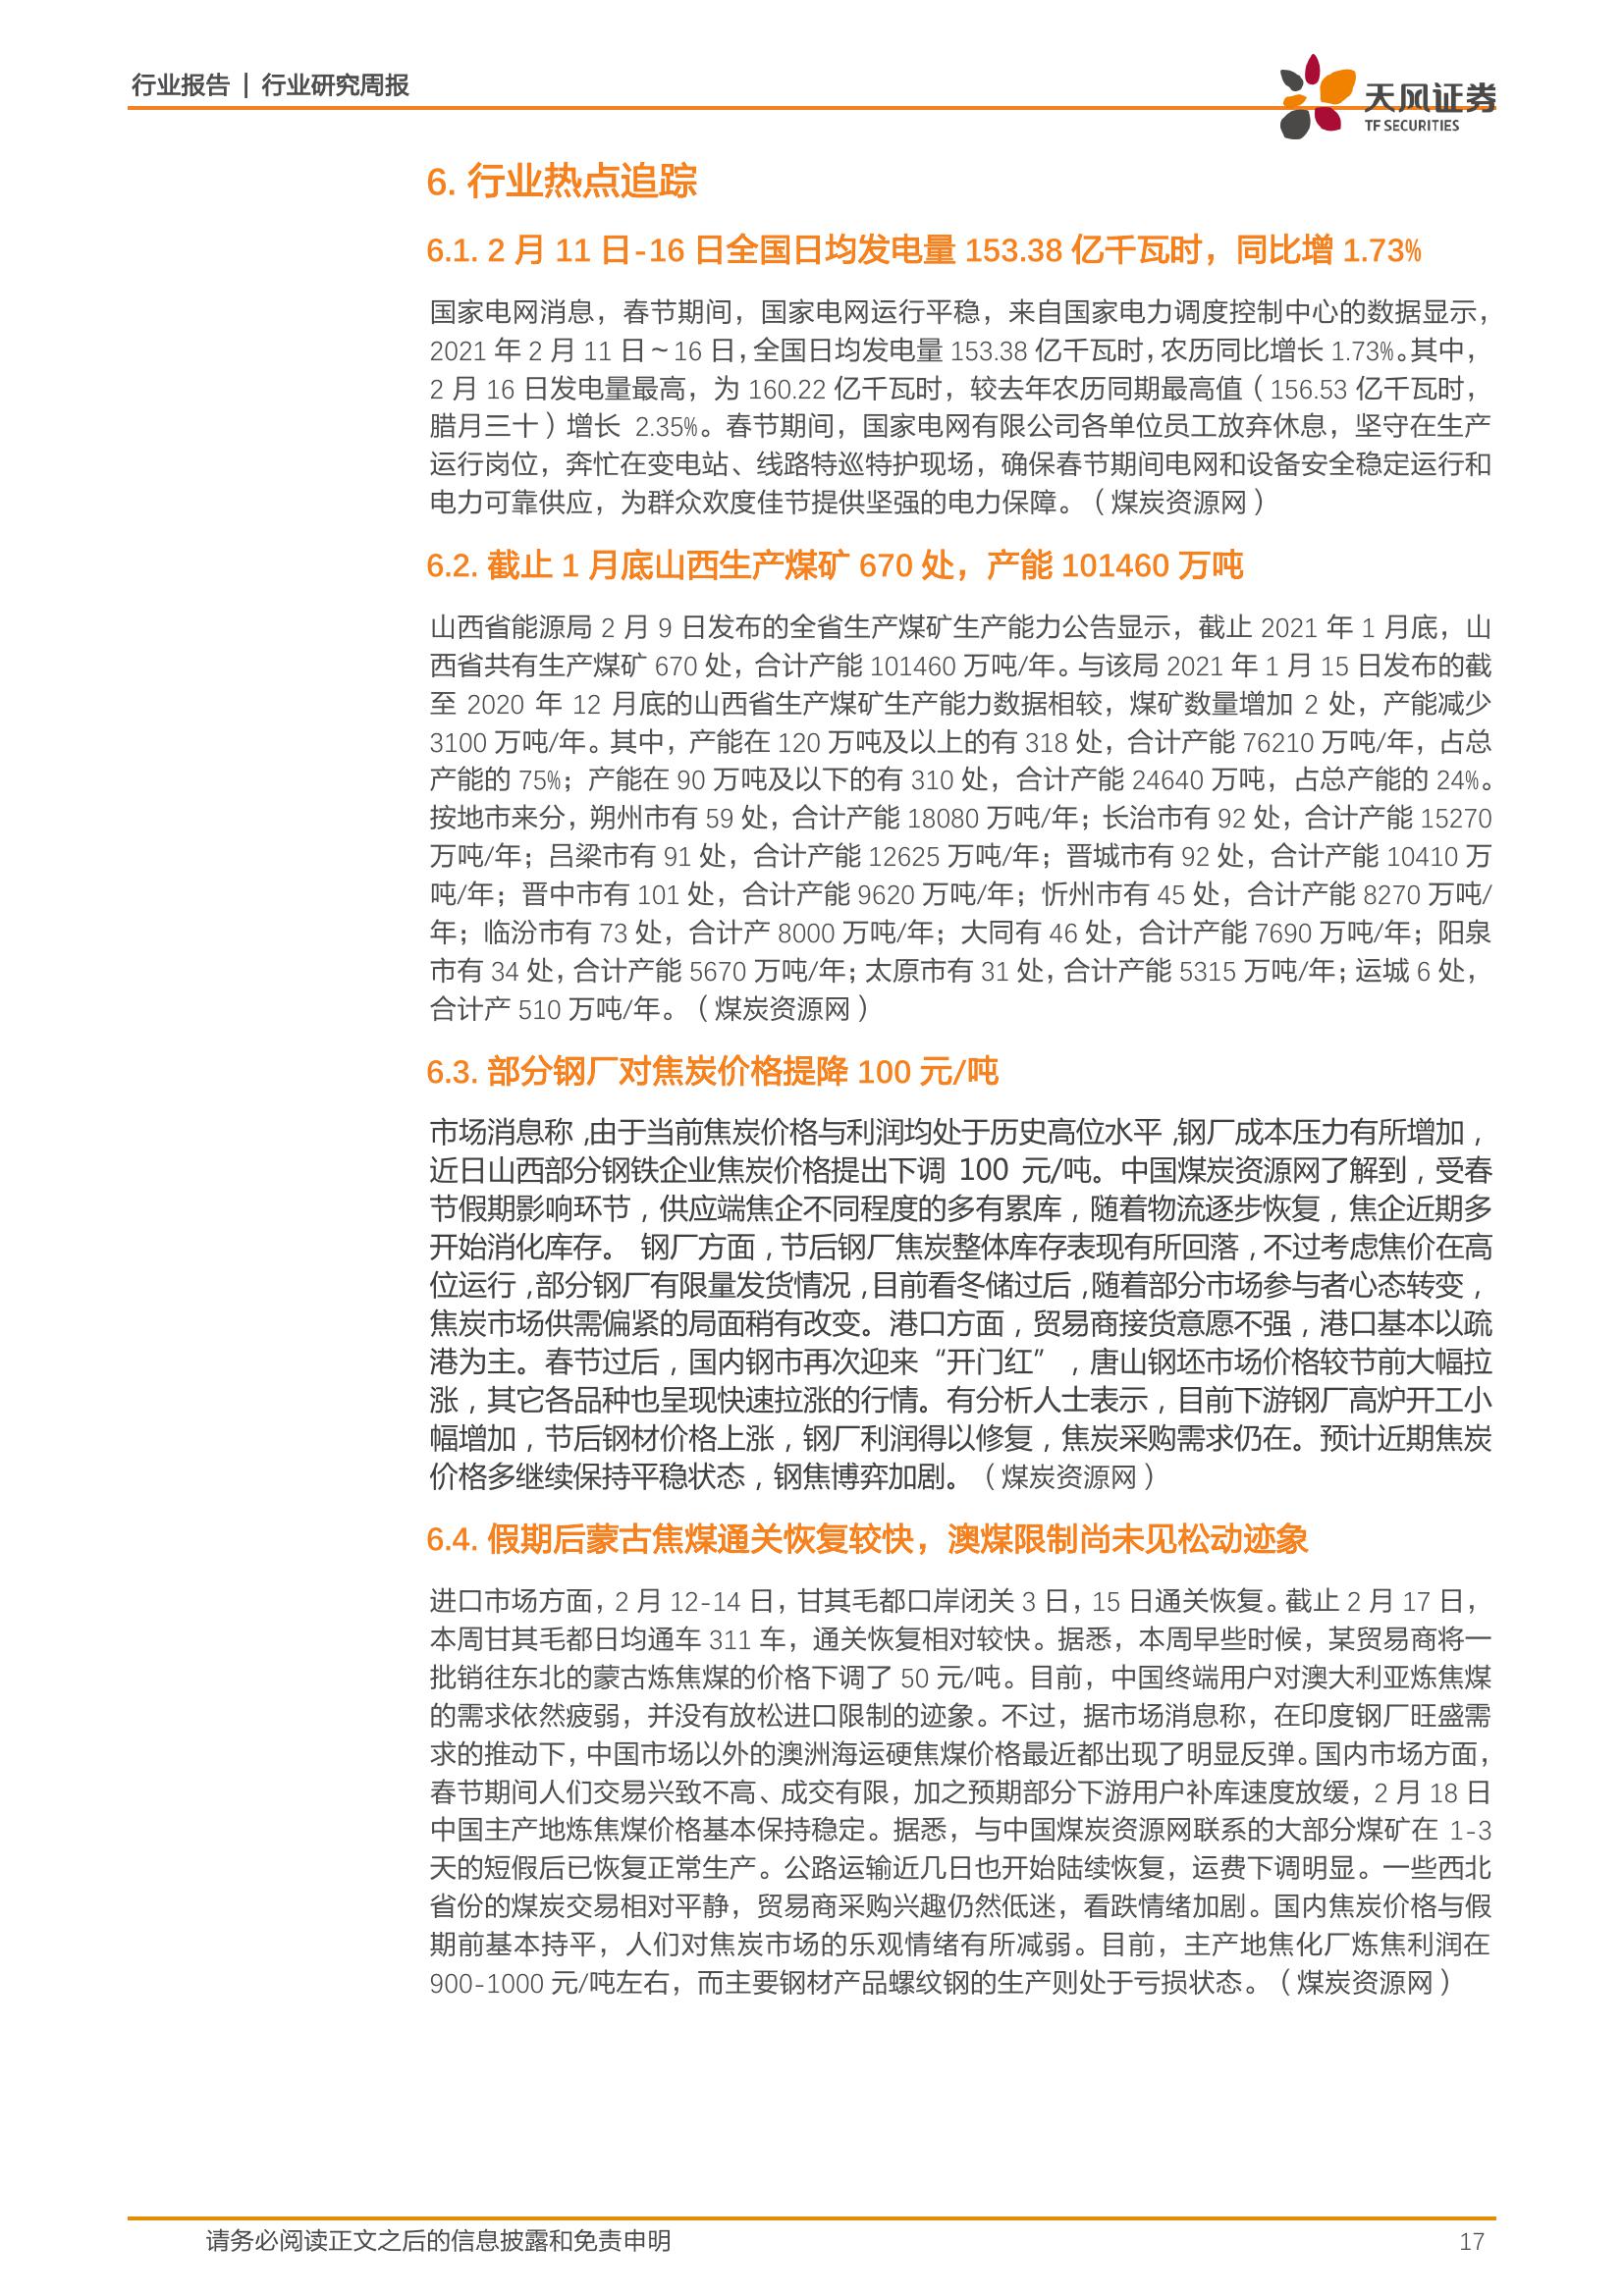 行业报告 | 行业研究周报
天风证券
TF SECURITIES
6. 行业热点追踪
6.1. 2 月 11 日-16 日全国日均发电量 153.38 亿千瓦时，同比增 1.73%
国家电网消息，春节期间，国家电网运行平稳，来自国家电力调度控制中心的数据显示，
2021 年 2 月 11 日~16 日，全国日均发电量 153.38 亿千瓦时，农历同比增长 1.73%。其中，
2 月 16 日发电量最高，为 160.22 亿千瓦时，较去年农历同期最高值（156.53 亿千瓦时，
腊月三十）增长 2.35%。春节期间，国家电网有限公司各单位员工放弃休息，坚守在生产
运行岗位，奔忙在变电站、线路特巡特护现场，确保春节期间电网和设备安全稳定运行和
电力可靠供应，为群众欢度佳节提供坚强的电力保障。（煤炭资源网）
6.2. 截止 1 月底山西生产煤矿 670 处，产能 101460 万吨
山西省能源局 2 月 9 日发布的全省生产煤矿生产能力公告显示，截止 2021 年 1 月底，山
西省共有生产煤矿 670 处，合计产能 101460 万吨/年。与该局 2021 年 1 月 15 日发布的截
至 2020 年 12 月底的山西省生产煤矿生产能力数据相较，煤矿数量增加 2 处，产能减少
3100 万吨/年。其中，产能在 120 万吨及以上的有 318 处，合计产能 76210 万吨/年，占总
产能的 75%；产能在 90 万吨及以下的有 310 处，合计产能 24640 万吨，占总产能的 24%。
按地市来分，朔州市有 59 处，合计产能 18080 万吨/年；长治市有 92 处，合计产能 15270
万吨/年；吕梁市有 91 处，合计产能 12625 万吨/年；晋城市有 92 处，合计产能 10410 万
吨/年；晋中市有 101 处，合计产能 9620 万吨/年；忻州市有 45 处，合计产能 8270 万吨/
年；临汾市有 73 处，合计产 8000 万吨/年；大同有 46 处，合计产能 7690 万吨/年；阳泉
市有 34 处，合计产能 5670 万吨/年；太原市有 31 处，合计产能 5315 万吨/年；运城 6 处，
合计产 510 万吨/年。（煤炭资源网）
6.3. 部分钢厂对焦炭价格提降 100 元/吨
市场消息称，由于当前焦炭价格与利润均处于历史高位水平，钢厂成本压力有所增加，
近日山西部分钢铁企业焦炭价格提出下调 100 元/吨。中国煤炭资源网了解到，受春
节假期影响环节，供应端焦企不同程度的多有累库，随着物流逐步恢复，焦企近期多
开始消化库存。 钢厂方面，节后钢厂焦炭整体库存表现有所回落，不过考虑焦价在高
位运行，部分钢厂有限量发货情况，目前看冬储过后，随着部分市场参与者心态转变，
焦炭市场供需偏紧的局面稍有改变。港口方面，贸易商接货意愿不强，港口基本以疏
港为主。春节过后，国内钢市再次迎来“开门红”，唐山钢坯市场价格较节前大幅拉
涨，其它各品种也呈现快速拉涨的行情。有分析人士表示，目前下游钢厂高炉开工小
幅增加，节后钢材价格上涨，钢厂利润得以修复，焦炭采购需求仍在。预计近期焦炭
价格多继续保持平稳状态，钢焦博弈加剧。（煤炭资源网）
6.4. 假期后蒙古焦煤通关恢复较快，澳煤限制尚未见松动迹象
进口市场方面，2 月 12-14 日，甘其毛都口岸闭关 3 日，15 日通关恢复。截止 2 月 17 日，
本周甘其毛都日均通车 311 车，通关恢复相对较快。据悉，本周早些时候，某贸易商将一
批销往东北的蒙古炼焦煤的价格下调了 50 元/吨。目前，中国终端用户对澳大利亚炼焦煤
的需求依然疲弱，并没有放松进口限制的迹象。不过，据市场消息称，在印度钢厂旺盛需
求的推动下，中国市场以外的澳洲海运硬焦煤价格最近都出现了明显反弹。国内市场方面，
春节期间人们交易兴致不高、成交有限，加之预期部分下游用户补库速度放缓，2 月 18 日
中国主产地炼焦煤价格基本保持稳定。据悉，与中国煤炭资源网联系的大部分煤矿在 1-3
天的短假后已恢复正常生产。公路运输近几日也开始陆续恢复，运费下调明显。一些西北
省份的煤炭交易相对平静，贸易商采购兴趣仍然低迷，看跌情绪加剧。国内焦炭价格与假
期前基本持平，人们对焦炭市场的乐观情绪有所减弱。目前，主产地焦化厂炼焦利润在
900-1000 元/吨左右，而主要钢材产品螺纹钢的生产则处于亏损状态。（煤炭资源网）
请务必阅读正文之后的信息披露和免责申明
17